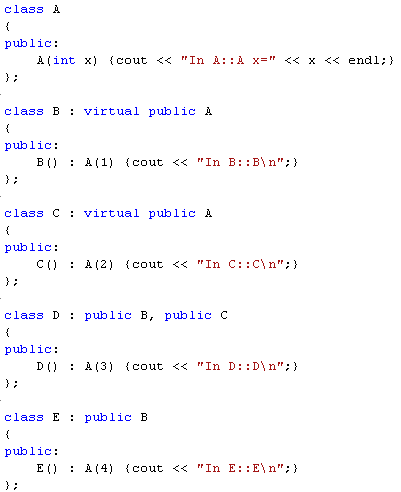 class A
{
public:
    A(int x) {cout << "In A::A x=" << x << endl;}
};
class B : virtual public A
{
public:
    B() : A(1) {cout << "In B::B\n";}
};
class C : virtual public A
{
public:
    C() : A(2) {cout << "In C::C\n";}
};
class D : public B, public C
{
public:
    D() : A(3) {cout << "In D::D\n";}
};
class E : public B
{
public:
    E() : A(4) {cout << "In E::E\n";}
};